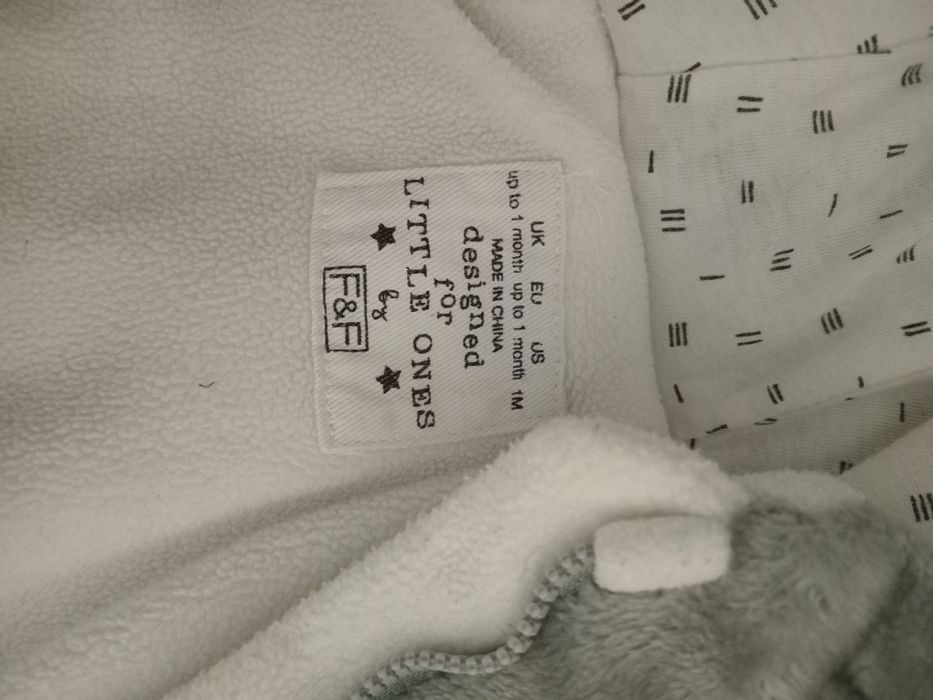 UK EU US
up to 1 month up to 1 month 1M
MADE IN CHINA
designed
for
LITTLE ONES
by
F&F